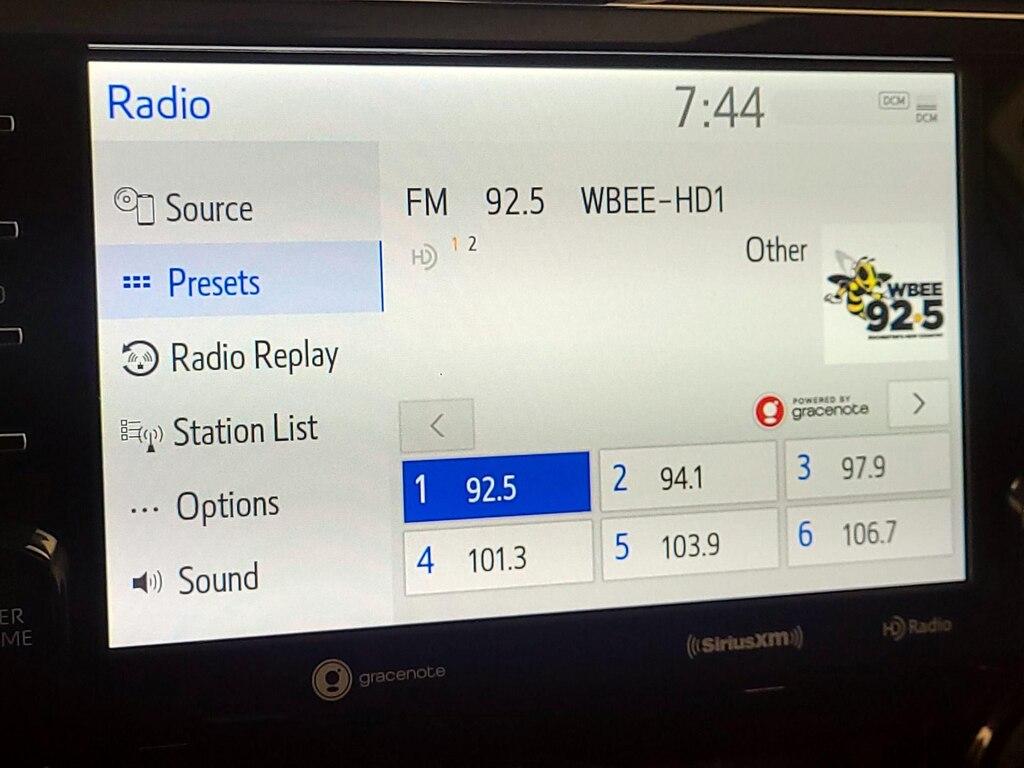 Radio
7:44
DCM
DCM
Source
Presets
Radio Replay
Station List
... Options
Sound
FM 92.5 WBEE-HD1
HD 1 2
Other
WBEE
92.5
<
POWERED BY
gracenote
>
1 92.5
2 94.1
3 97.9
4 101.3
5 103.9
6 106.7
gracenote
((SiriusXM))
HD Radio
ER
ME